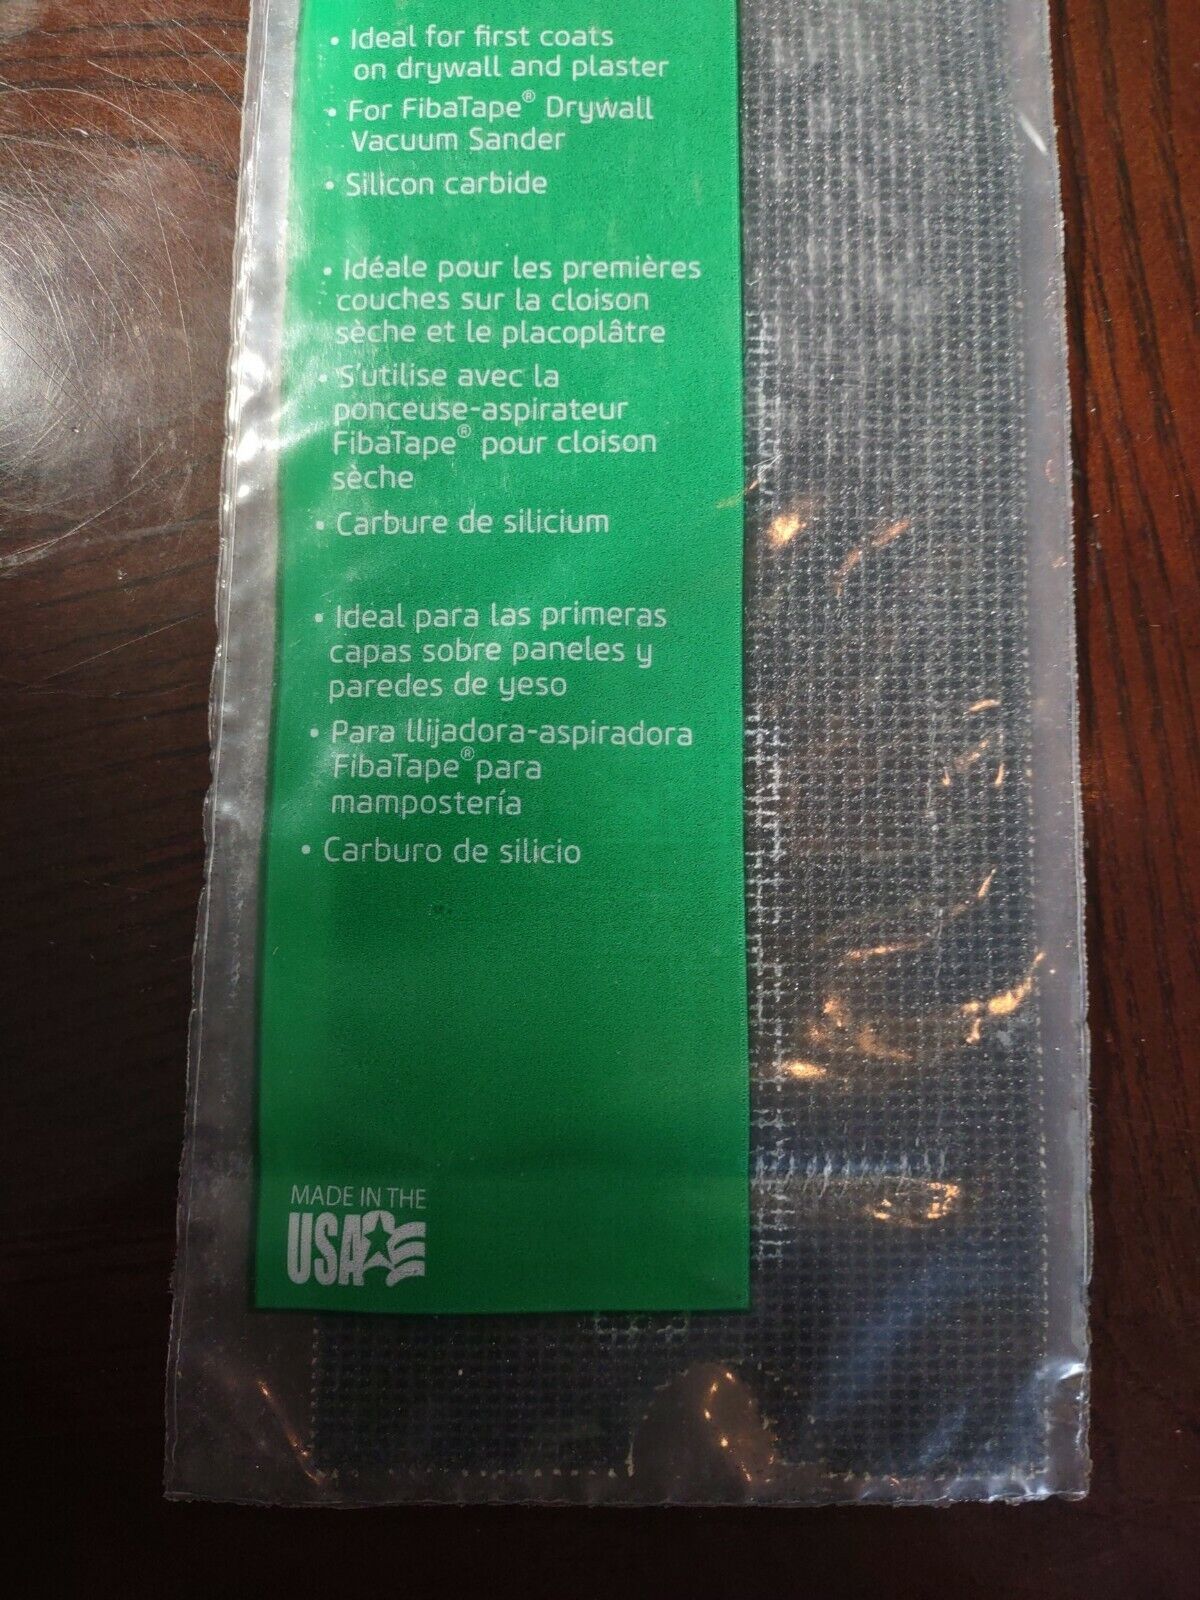 • Ideal for first coats
on drywall and plaster
• For FibaTape® Drywall
Vacuum Sander
• Silicon carbide
• Idéale pour les premières
couches sur la cloison
sèche et le placoplâtre
• S'utilise avec la
ponceuse-aspirateur
FibaTape® pour cloison
sèche
• Carbure de silicium
• Ideal para las primeras
capas sobre paneles y
paredes de yeso
• Para llijadora-aspiradora
FibaTape® para
mampostería
• Carburo de silicio
MADE IN THE
USA